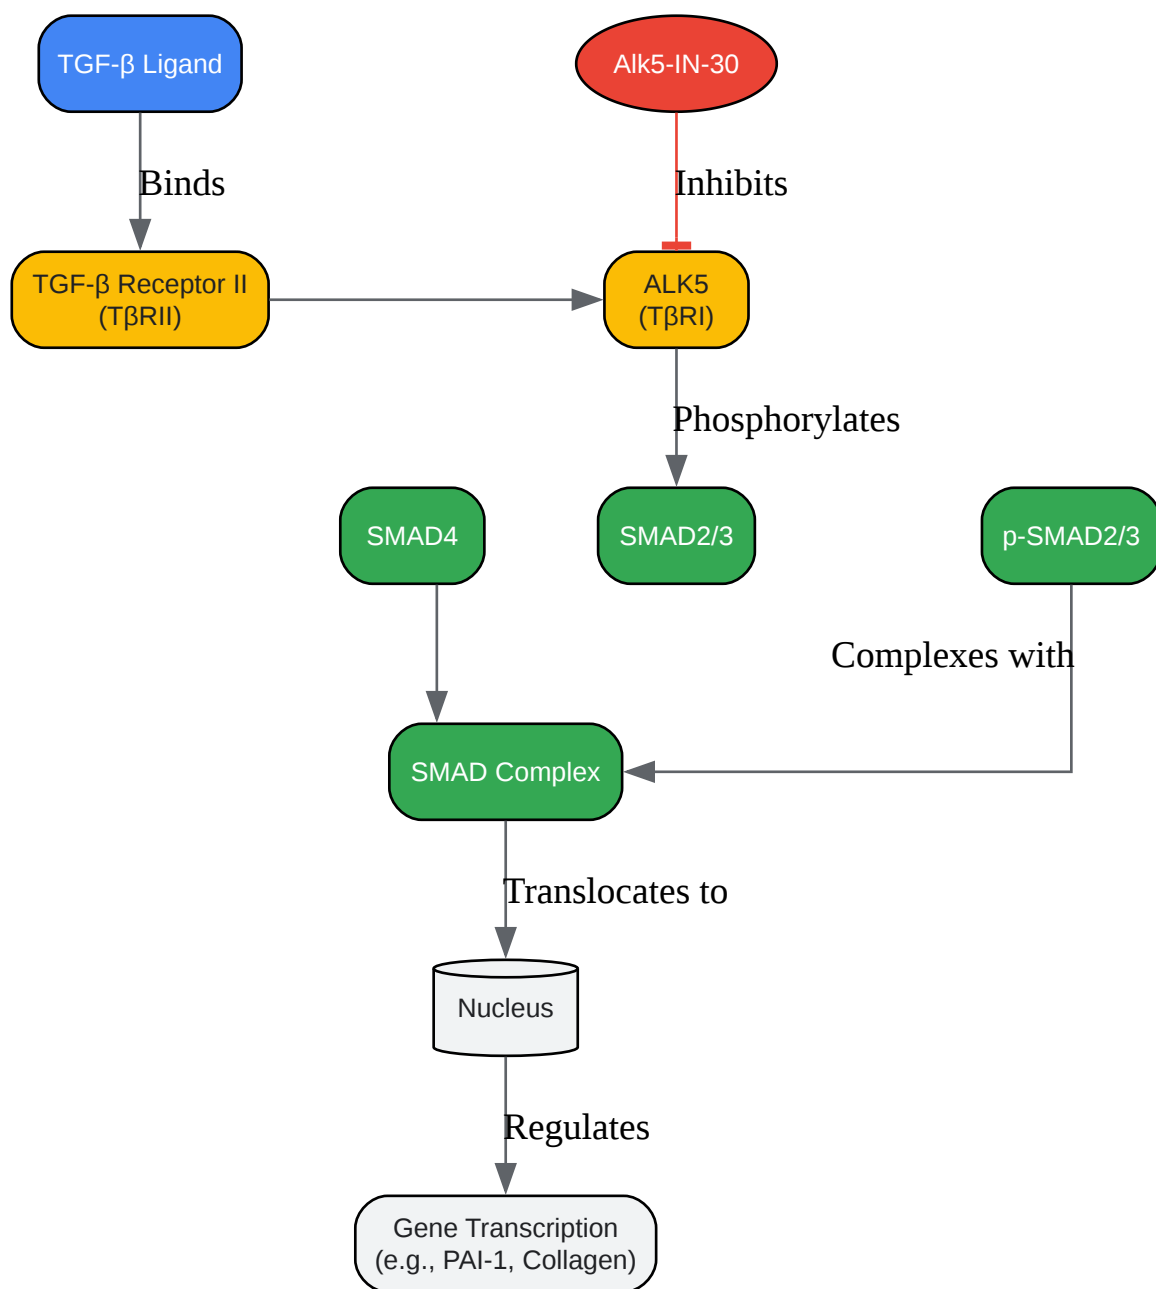 TGF-β Ligand
Alk5-IN-30
Binds
Inhibits
TGF-β Receptor II
(TβRII)
ALK5
(TβRI)
Phosphorylates
SMAD4
SMAD2/3
p-SMAD2/3
Complexes with
SMAD Complex
Translocates to
Nucleus
Regulates
Gene Transcription
(e.g., PAI-1, Collagen)